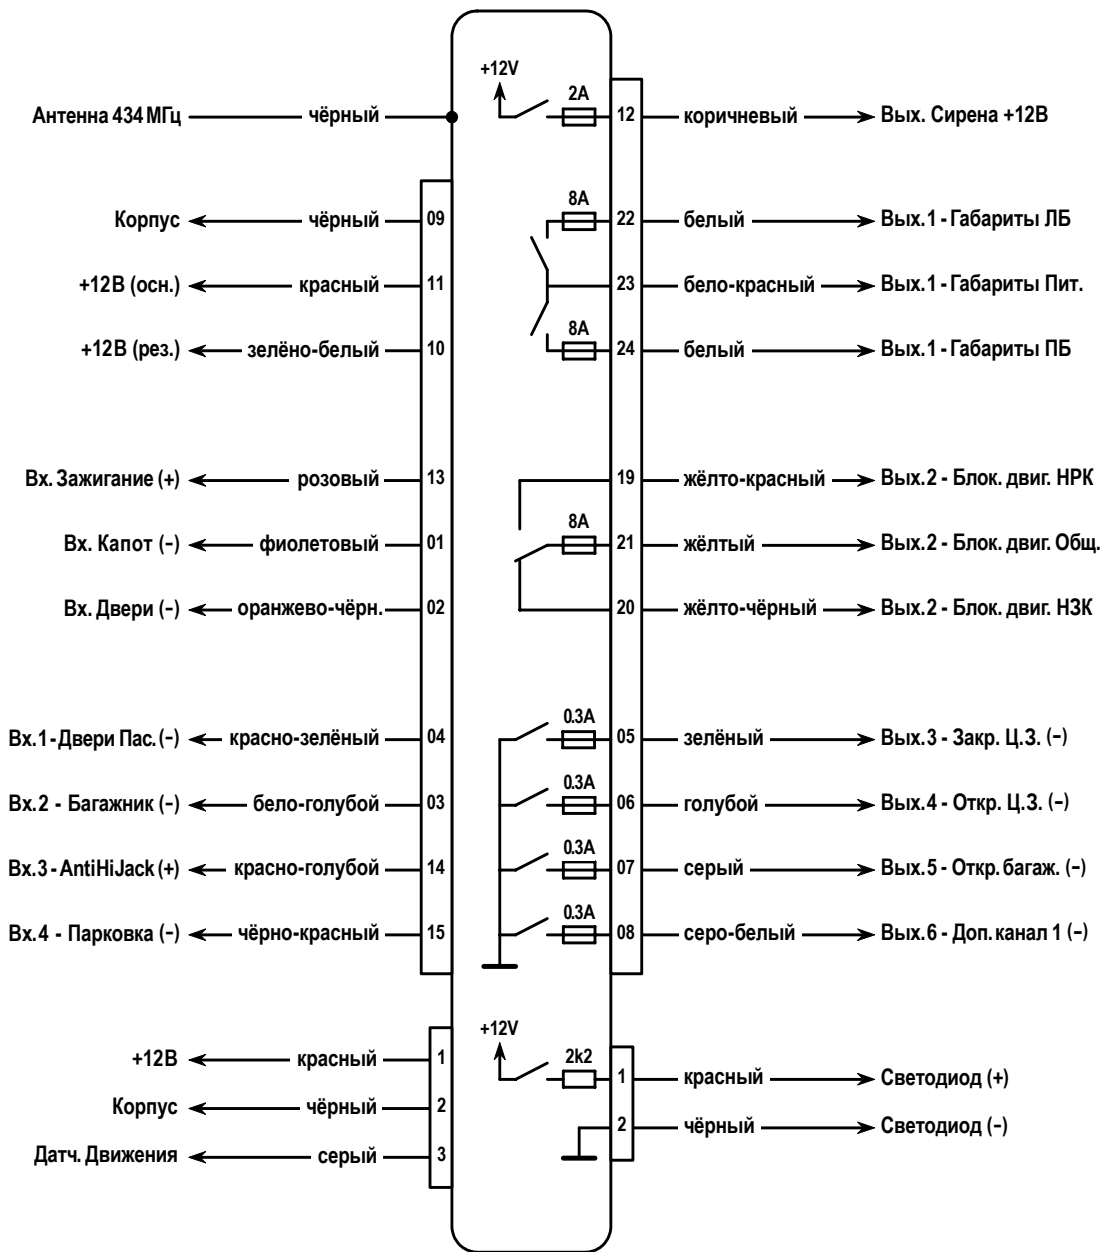 +12V
2A
Антенна 434 МГц чёрный 12 коричневый Вых. Сирена +12В
8A
Корпус чёрный 09 22 белый Вых.1 - Габариты ЛБ
+12В (осн.) красный 11 23 бело-красный Вых.1 - Габариты Пит.
8A
+12В (рез.) зелёно-белый 10 24 белый Вых.1 - Габариты ПБ
Вх. Зажигание (+) розовый 13 19 жёлто-красный Вых.2 - Блок. двиг. НРК
8A
Вх. Капот (-) фиолетовый 01 21 жёлтый Вых.2 - Блок. двиг. Общ.
Вх. Двери (-) оранжево-чёрн. 02 20 жёлто-чёрный Вых.2 - Блок. двиг. НЗК
0.3A
Вх.1-Двери Пас. (-) красно-зелёный 04 05 зелёный Вых.3 - Закр. Ц.З. (-)
0.3A
Вх.2 - Багажник (-) бело-голубой 03 06 голубой Вых.4 - Откр. Ц.З. (-)
0.3A
Вх.3 - AntiHiJack (+) красно-голубой 14 07 серый Вых.5 - Откр. багаж. (-)
0.3A
Вх.4 - Парковка (-) чёрно-красный 15 08 серо-белый Вых.6 - Доп. канал 1 (-)
+12V
2k2
+12В красный 1 1 красный Светодиод (+)
Корпус чёрный 2 2 чёрный Светодиод (-)
Датч. Движения серый 3